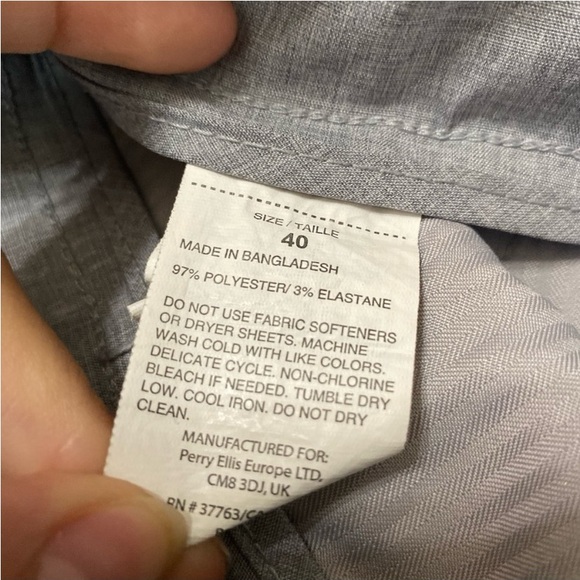 SIZE / TAILLE
40
MADE IN BANGLADESH
97% POLYESTER/ 3% ELASTANE
DO NOT USE FABRIC SOFTENERS
OR DRYER SHEETS. MACHINE
WASH COLD WITH LIKE COLORS.
DELICATE CYCLE. NON-CHLORINE
BLEACH IF NEEDED. TUMBLE DRY
LOW. COOL IRON. DO NOT DRY
CLEAN.
MANUFACTURED FOR:
Perry Ellis Europe LTD,
CM8 3DJ, UK
RN # 37763/